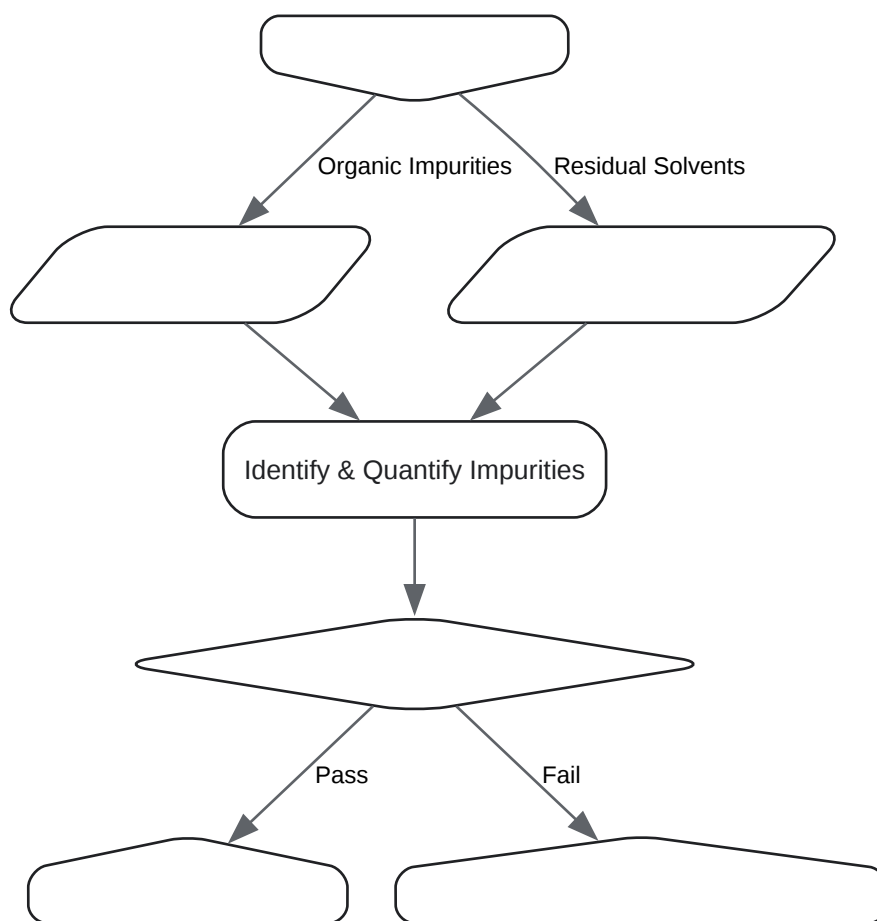 Organic Impurities
Residual Solvents
Identify & Quantify Impurities
Pass
Fail